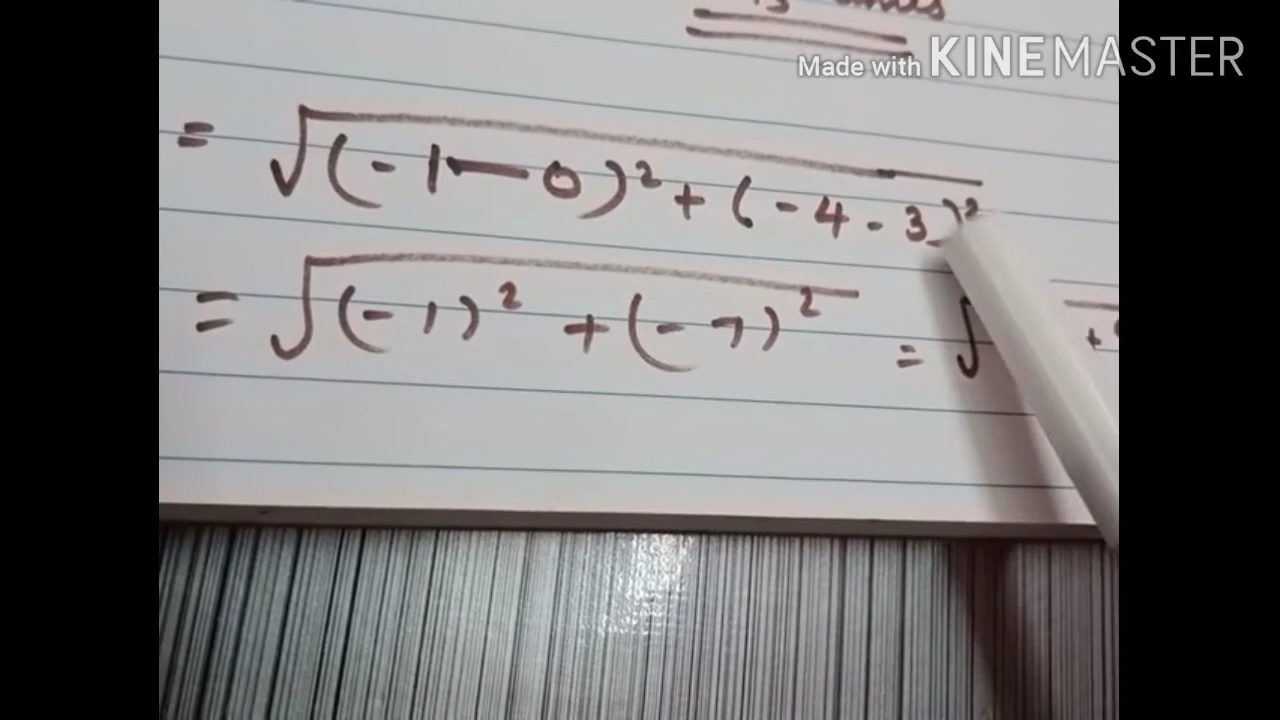 Made with KINEMASTER
= √(-1 — 0)² + (-4 - 3)²
= √(-1)² + (-7)² = √